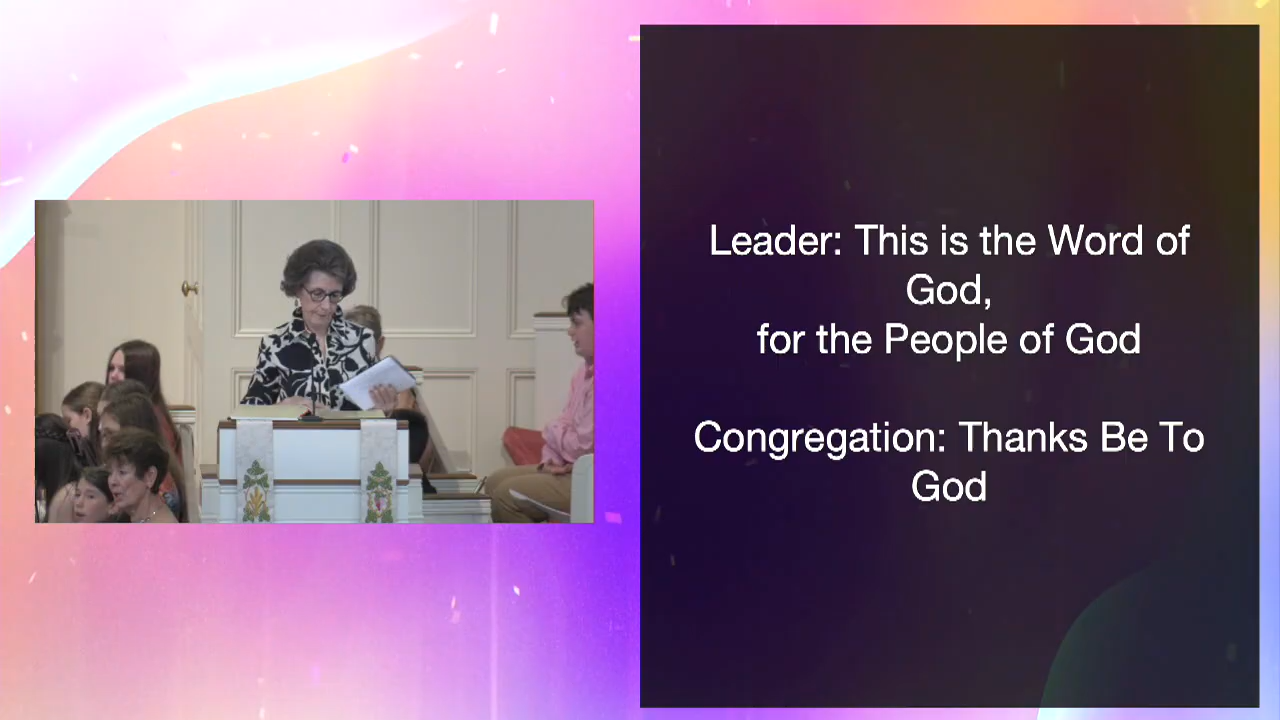 Leader: This is the Word of
God,
for the People of God
Congregation: Thanks Be To
God